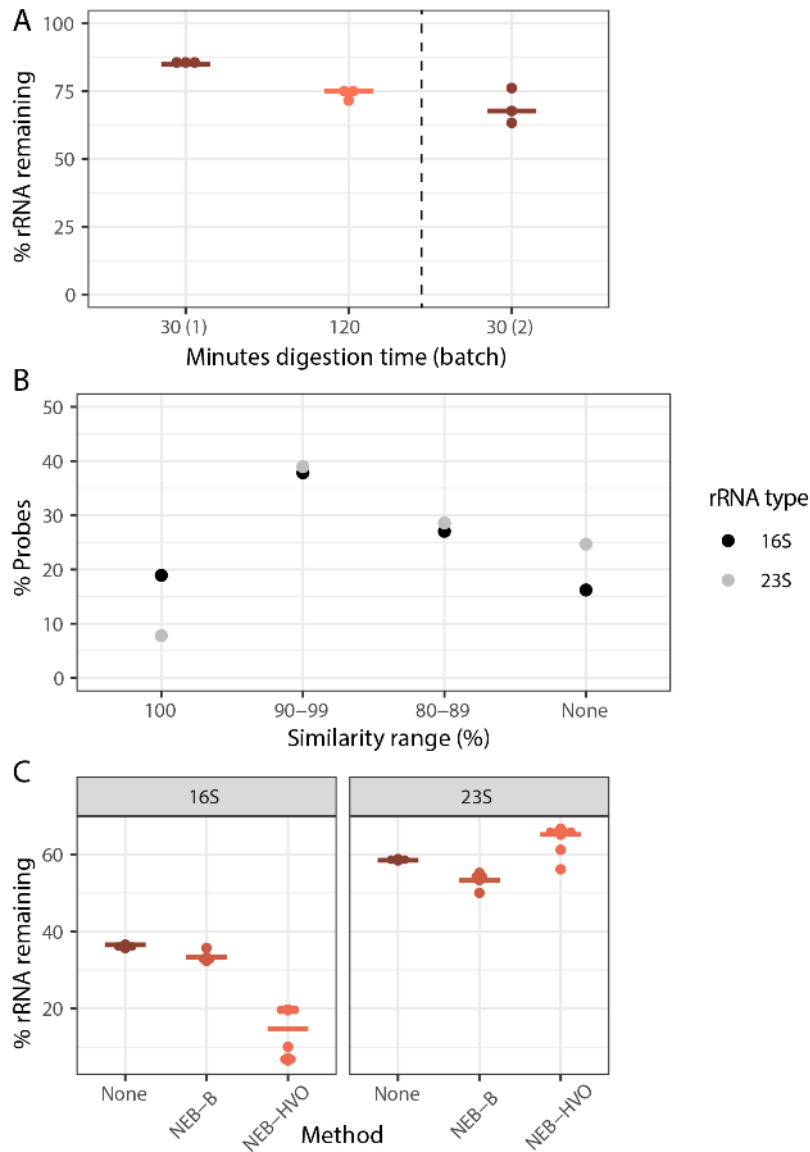 A
100
75
50
25
0
% rRNA remaining
30 (1)
120
30 (2)
Minutes digestion time (batch)
B
50
40
30
20
10
0
% Probes
100
90–99
80–89
None
Similarity range (%)
rRNA type
16S
23S
C
16S
23S
60
40
20
% rRNA remaining
None
NEB–B
NEB–HVO
None
NEB–B
NEB–HVO
Method